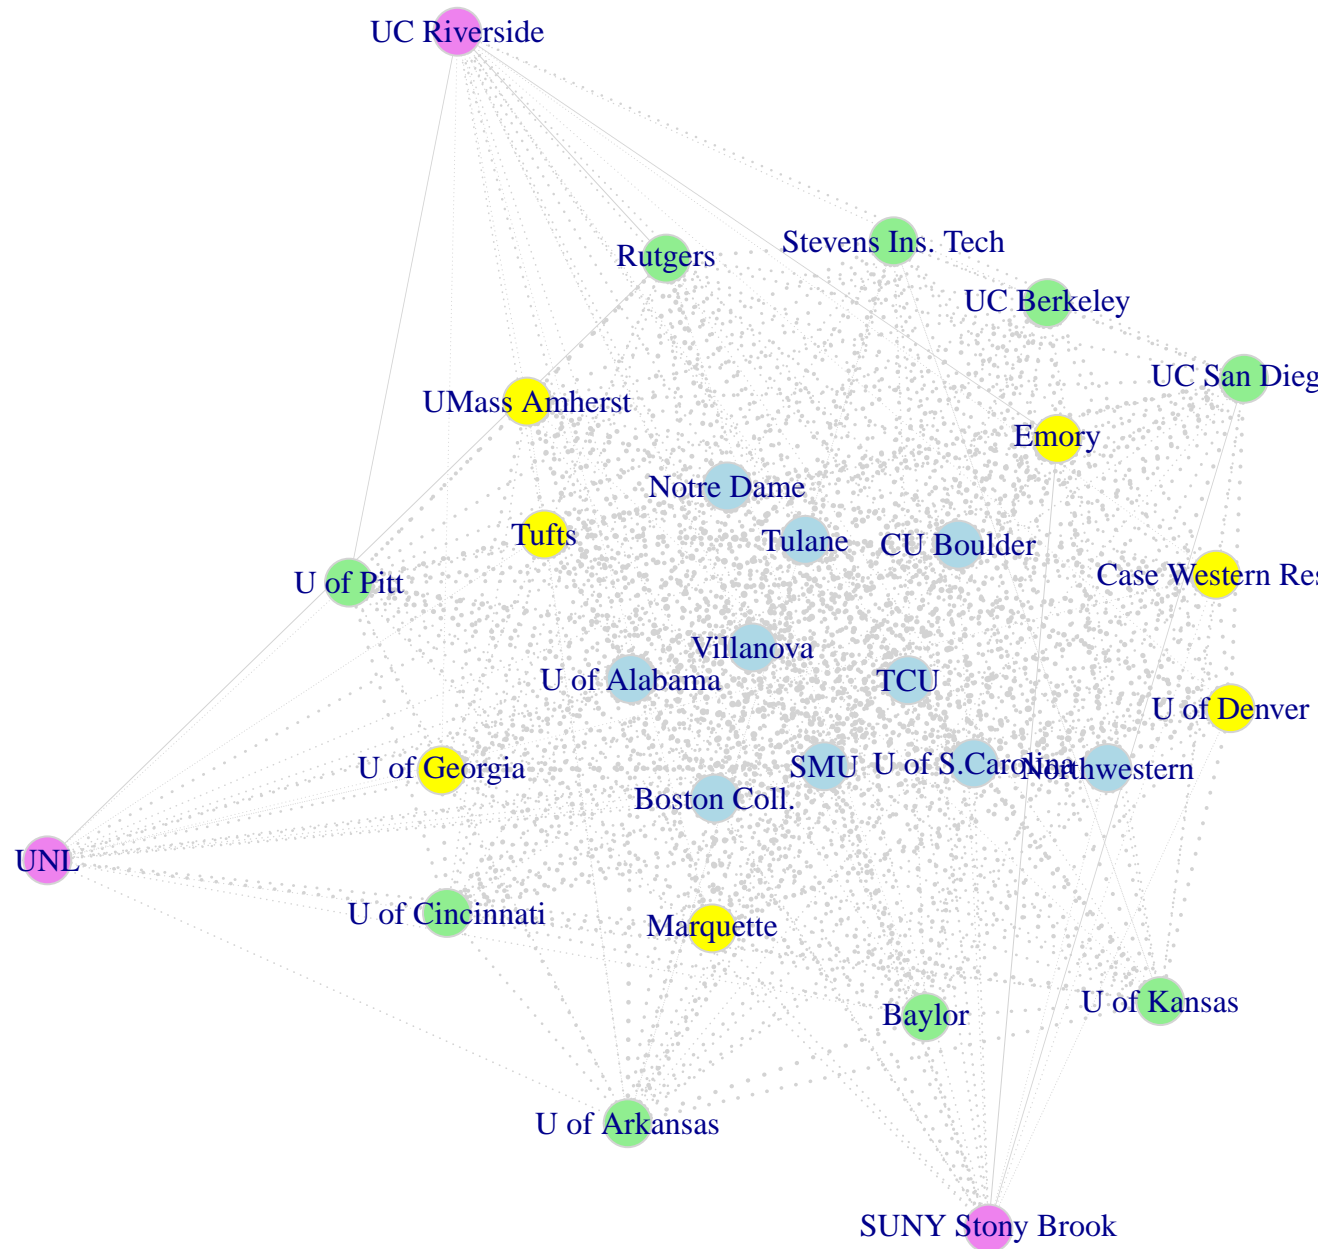 UC Riverside
Stevens Ins. Tech
Rutgers
UC Berkeley
UC San Dieg
UMass Amherst
Emory
Notre Dame
Tufts
Tulane
CU Boulder
Case Western Res
U of Pitt
Villanova
U of Alabama
TCU
U of Denver
U of Georgia
SMU
U of S.Carolina
Northwestern
Boston Coll.
UNL
U of Cincinnati
Marquette
U of Kansas
Baylor
U of Arkansas
SUNY Stony Brook